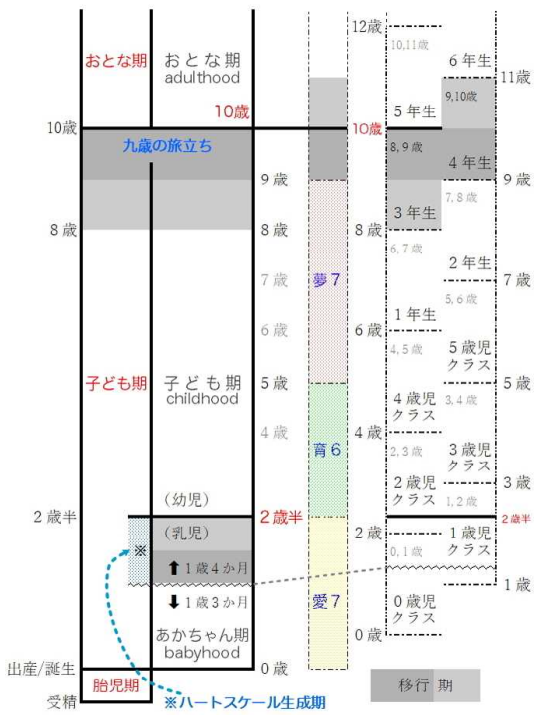 12歳
10,11歳
おとな期
おとな期
adulthood
6年生
11歳
9,10歳
10歳
5年生
10歳
10歳
九歳の旅立ち
8,9歳
4年生
9歳
9歳
7,8歳
3年生
8歳
8歳
8歳
6,7歳
2年生
7歳
夢7
7歳
5,6歳
1年生
6歳
6歳
4,5歳
5歳児
クラス
子ども期
子ども期
childhood
5歳
5歳
3,4歳
4歳児
クラス
4歳
4歳
育6
2,3歳
3歳児
クラス
2歳児
クラス
3歳
1,2歳
(幼児)
2歳半
2歳半
2歳半
(乳児)
2歳
1歳児
クラス
※
0,1歳
⬆1歳4か月
1歳
⬇1歳3か月
愛7
0歳児
クラス
あかちゃん期
babyhood
0歳
出産/誕生
0歳
胎児期
移行期
受精
※ハートスケール生成期